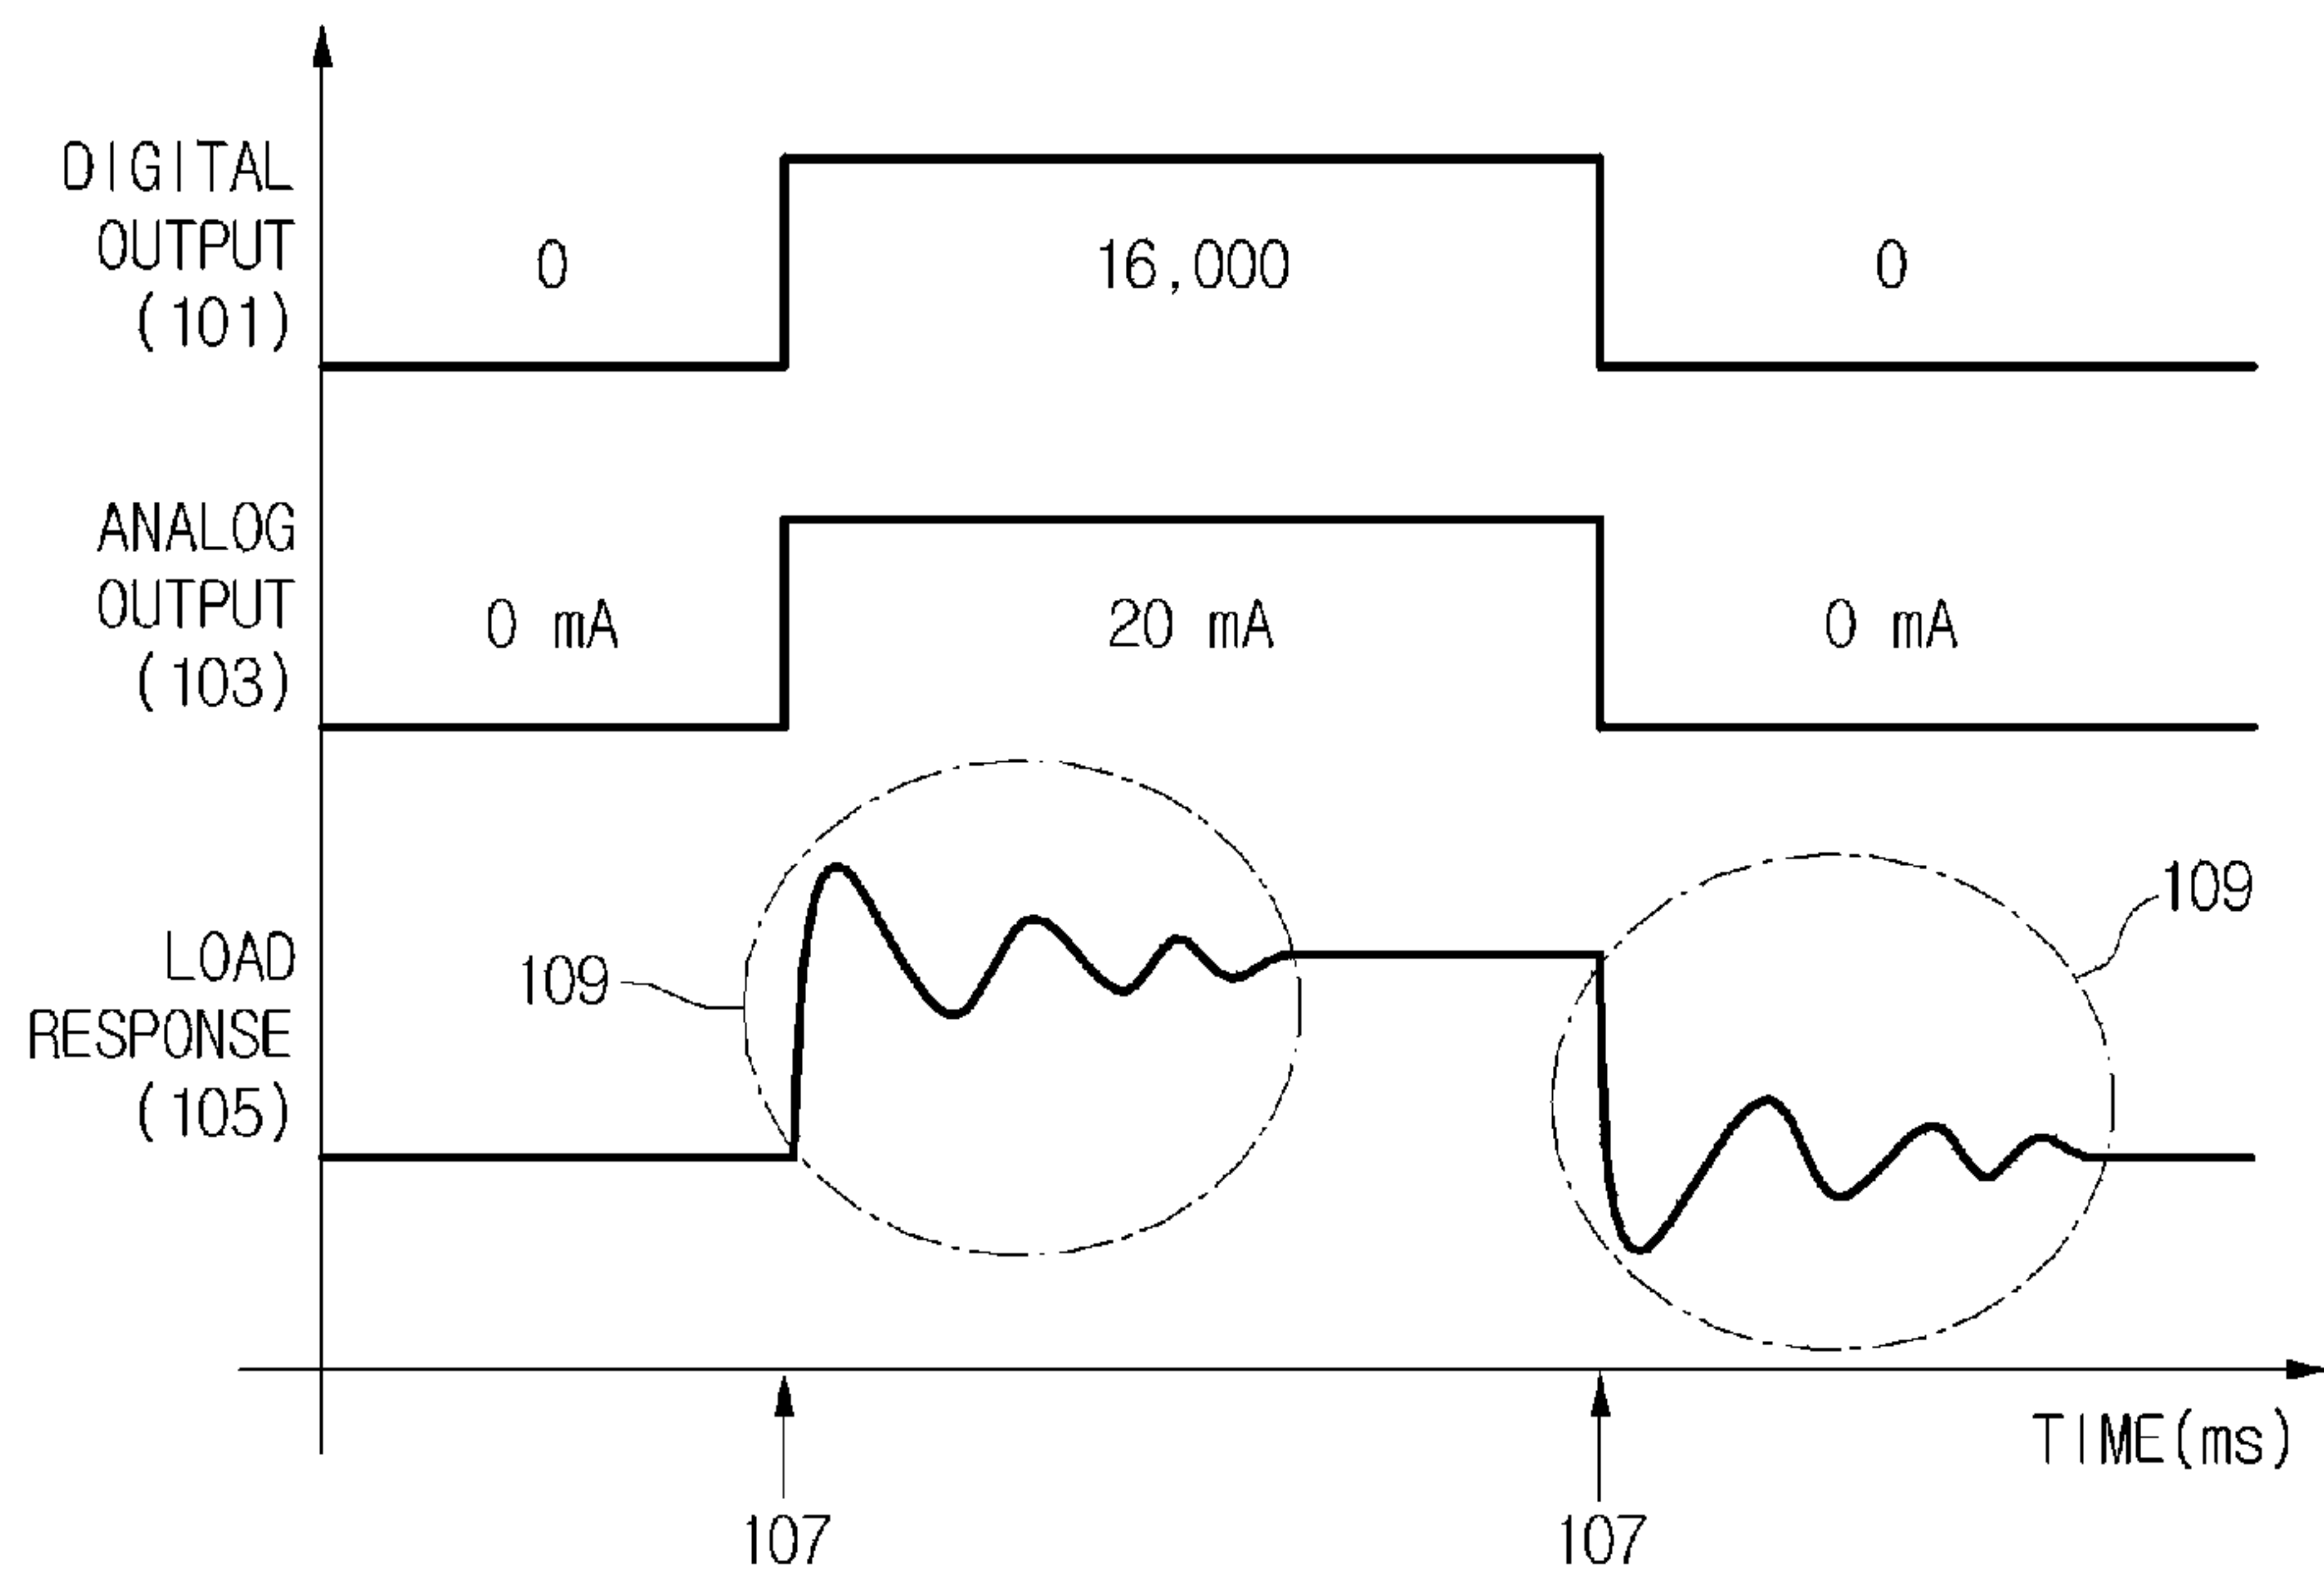 DIGITAL
OUTPUT
(101)
0
16,000
0
ANALOG
OUTPUT
(103)
0 mA
20 mA
0 mA
LOAD
RESPONSE
(105)
109
109
TIME(ms)
107
107